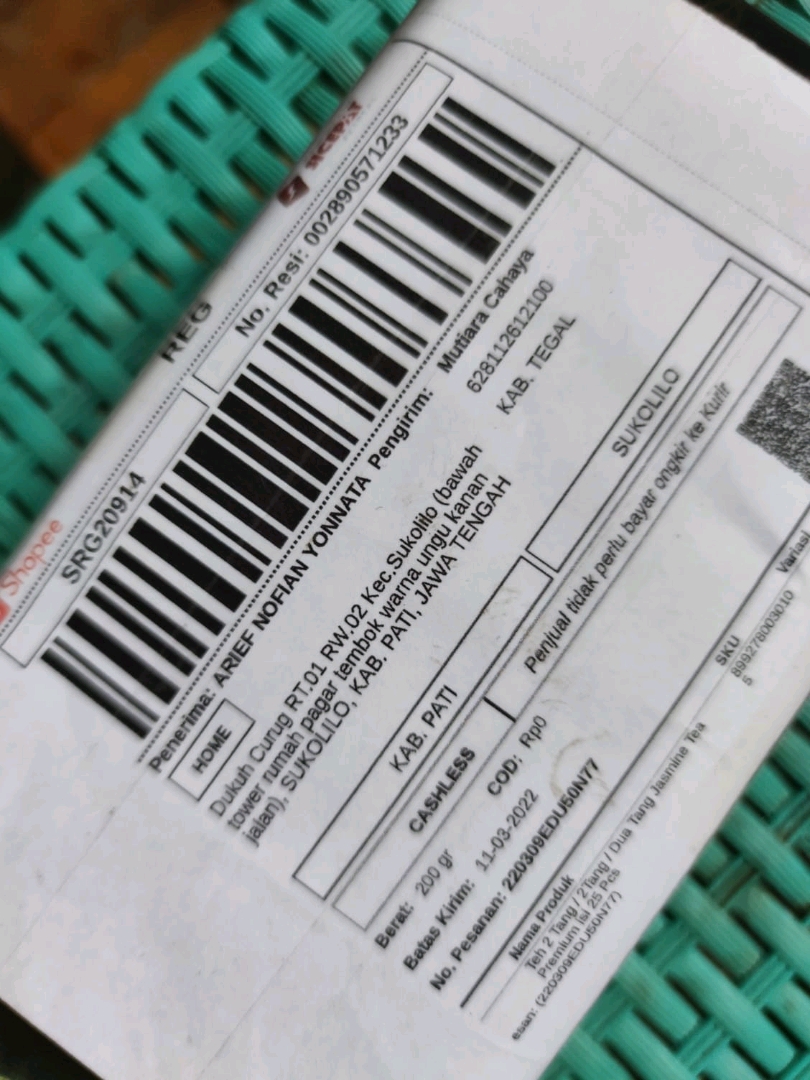 Shopee
SICEPAT
REG
SRG20914
No. Resi: 002890571233
Penerima: ARIEF NOFIAN YONNATA
HOME
Dukuh Curug RT.01 RW.02 Kec.Sukolilo (bawah
tower rumah pagar tembok warna ungu kanan
jalan), SUKOLILO, KAB. PATI, JAWA TENGAH
Pengirim: Mutiara Cahaya
628112612100
KAB. TEGAL
KAB. PATI
SUKOLILO
CASHLESS
Penjual tidak perlu bayar ongkir ke Kurir
Berat: 200 gr
COD: Rp0
Batas Kirim: 11-03-2022
No. Pesanan: 220309EDU50N77
Nama Produk
SKU
Variasi
Teh 2 Tang / 2Tang / Dua Tang Jasmine Tea
Premium isi 25 Pcs
899278003010
5
esan: (220309EDU50N77)